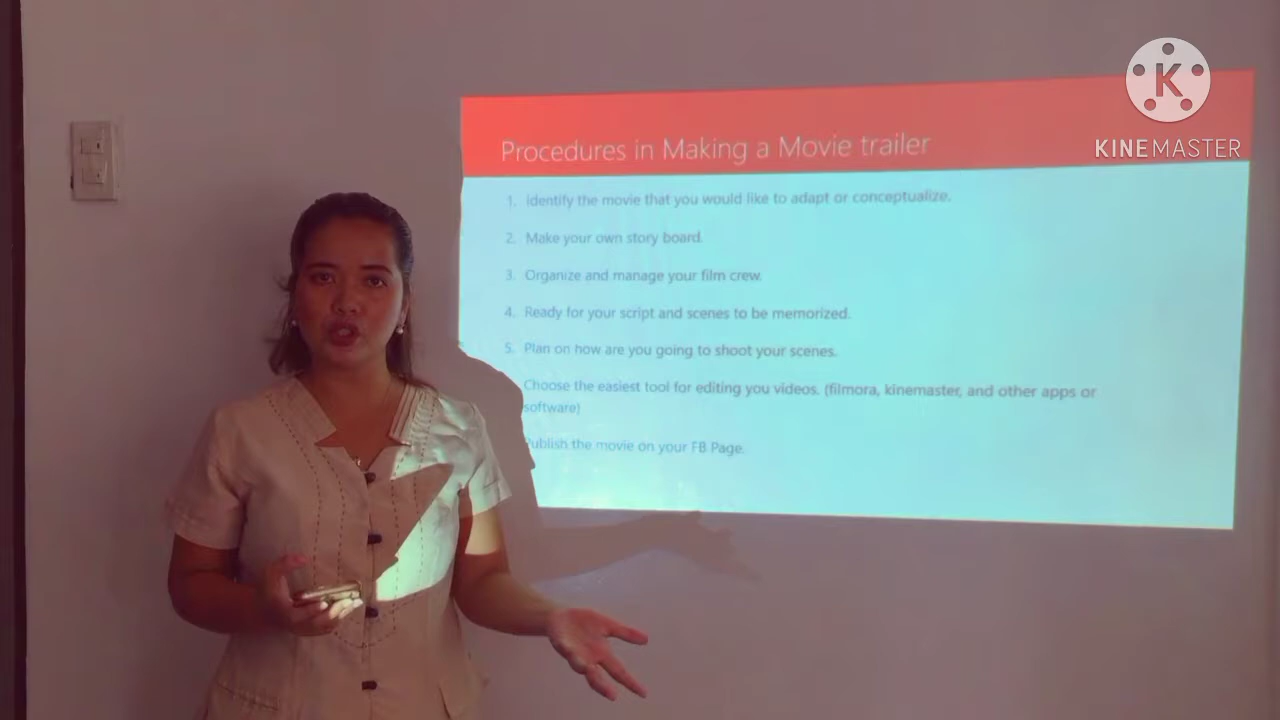 K
KINEMASTER
Procedures in Making a Movie trailer
1. Identify the movie that you would like to adapt or conceptualize.
2. Make your own story board.
3. Organize and manage your film crew.
4. Ready for your script and scenes to be memorized.
5. Plan on how are you going to shoot your scenes.
Choose the easiest tool for editing you videos. (filmora, kinemaster, and other apps or
software)
Publish the movie on your FB Page.